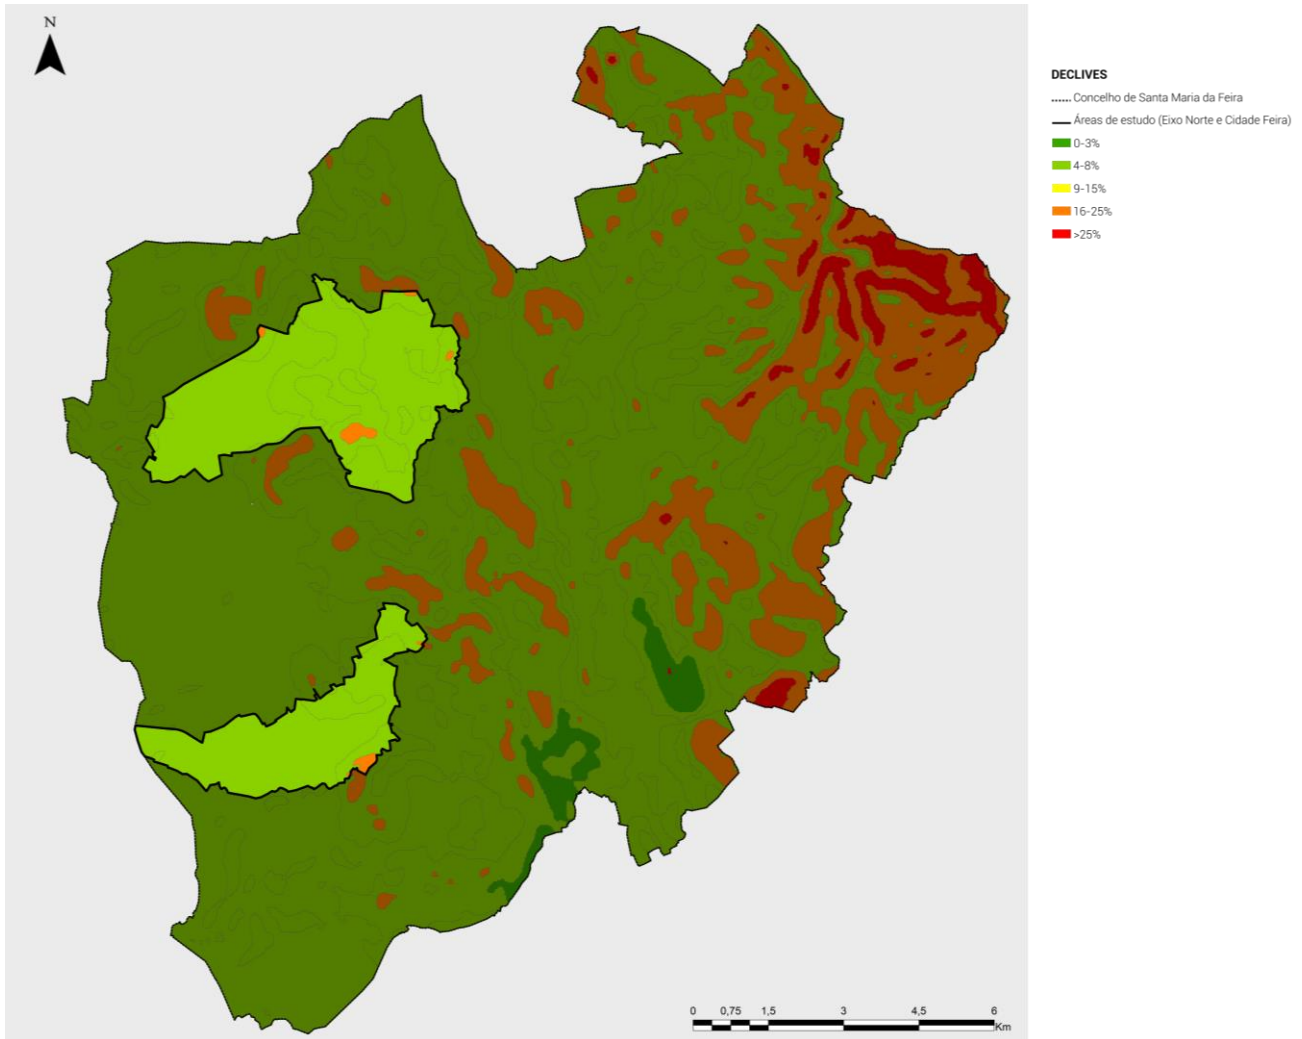 N
DECLIVES
Concelho de Santa Maria da Feira
Áreas de estudo (Eixo Norte e Cidade Feira)
0-3%
4-8%
9-15%
16-25%
>25%
0 0,75 1,5 3 4,5 6
Km